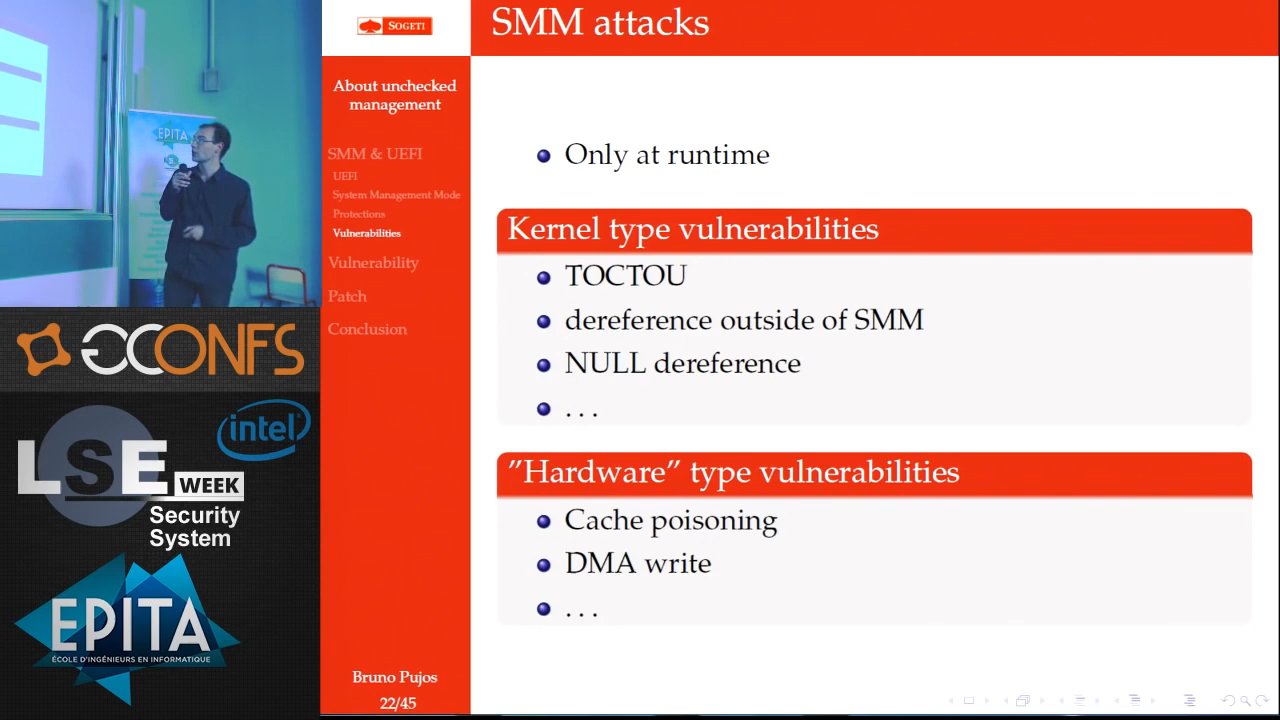 SOGETI
SMM attacks
About unchecked
management
SMM & UEFI
UEFI
System Management Mode
Protections
Vulnerabilities
Vulnerability
Patch
Conclusion
Bruno Pujos
22/45
Only at runtime
Kernel type vulnerabilities
TOCTOU
dereference outside of SMM
NULL dereference
. . .
”Hardware” type vulnerabilities
Cache poisoning
DMA write
. . .
EPITA
GCONFS
intel
LSE
WEEK
Security
System
EPITA
ÉCOLE D'INGÉNIEURS EN INFORMATIQUE